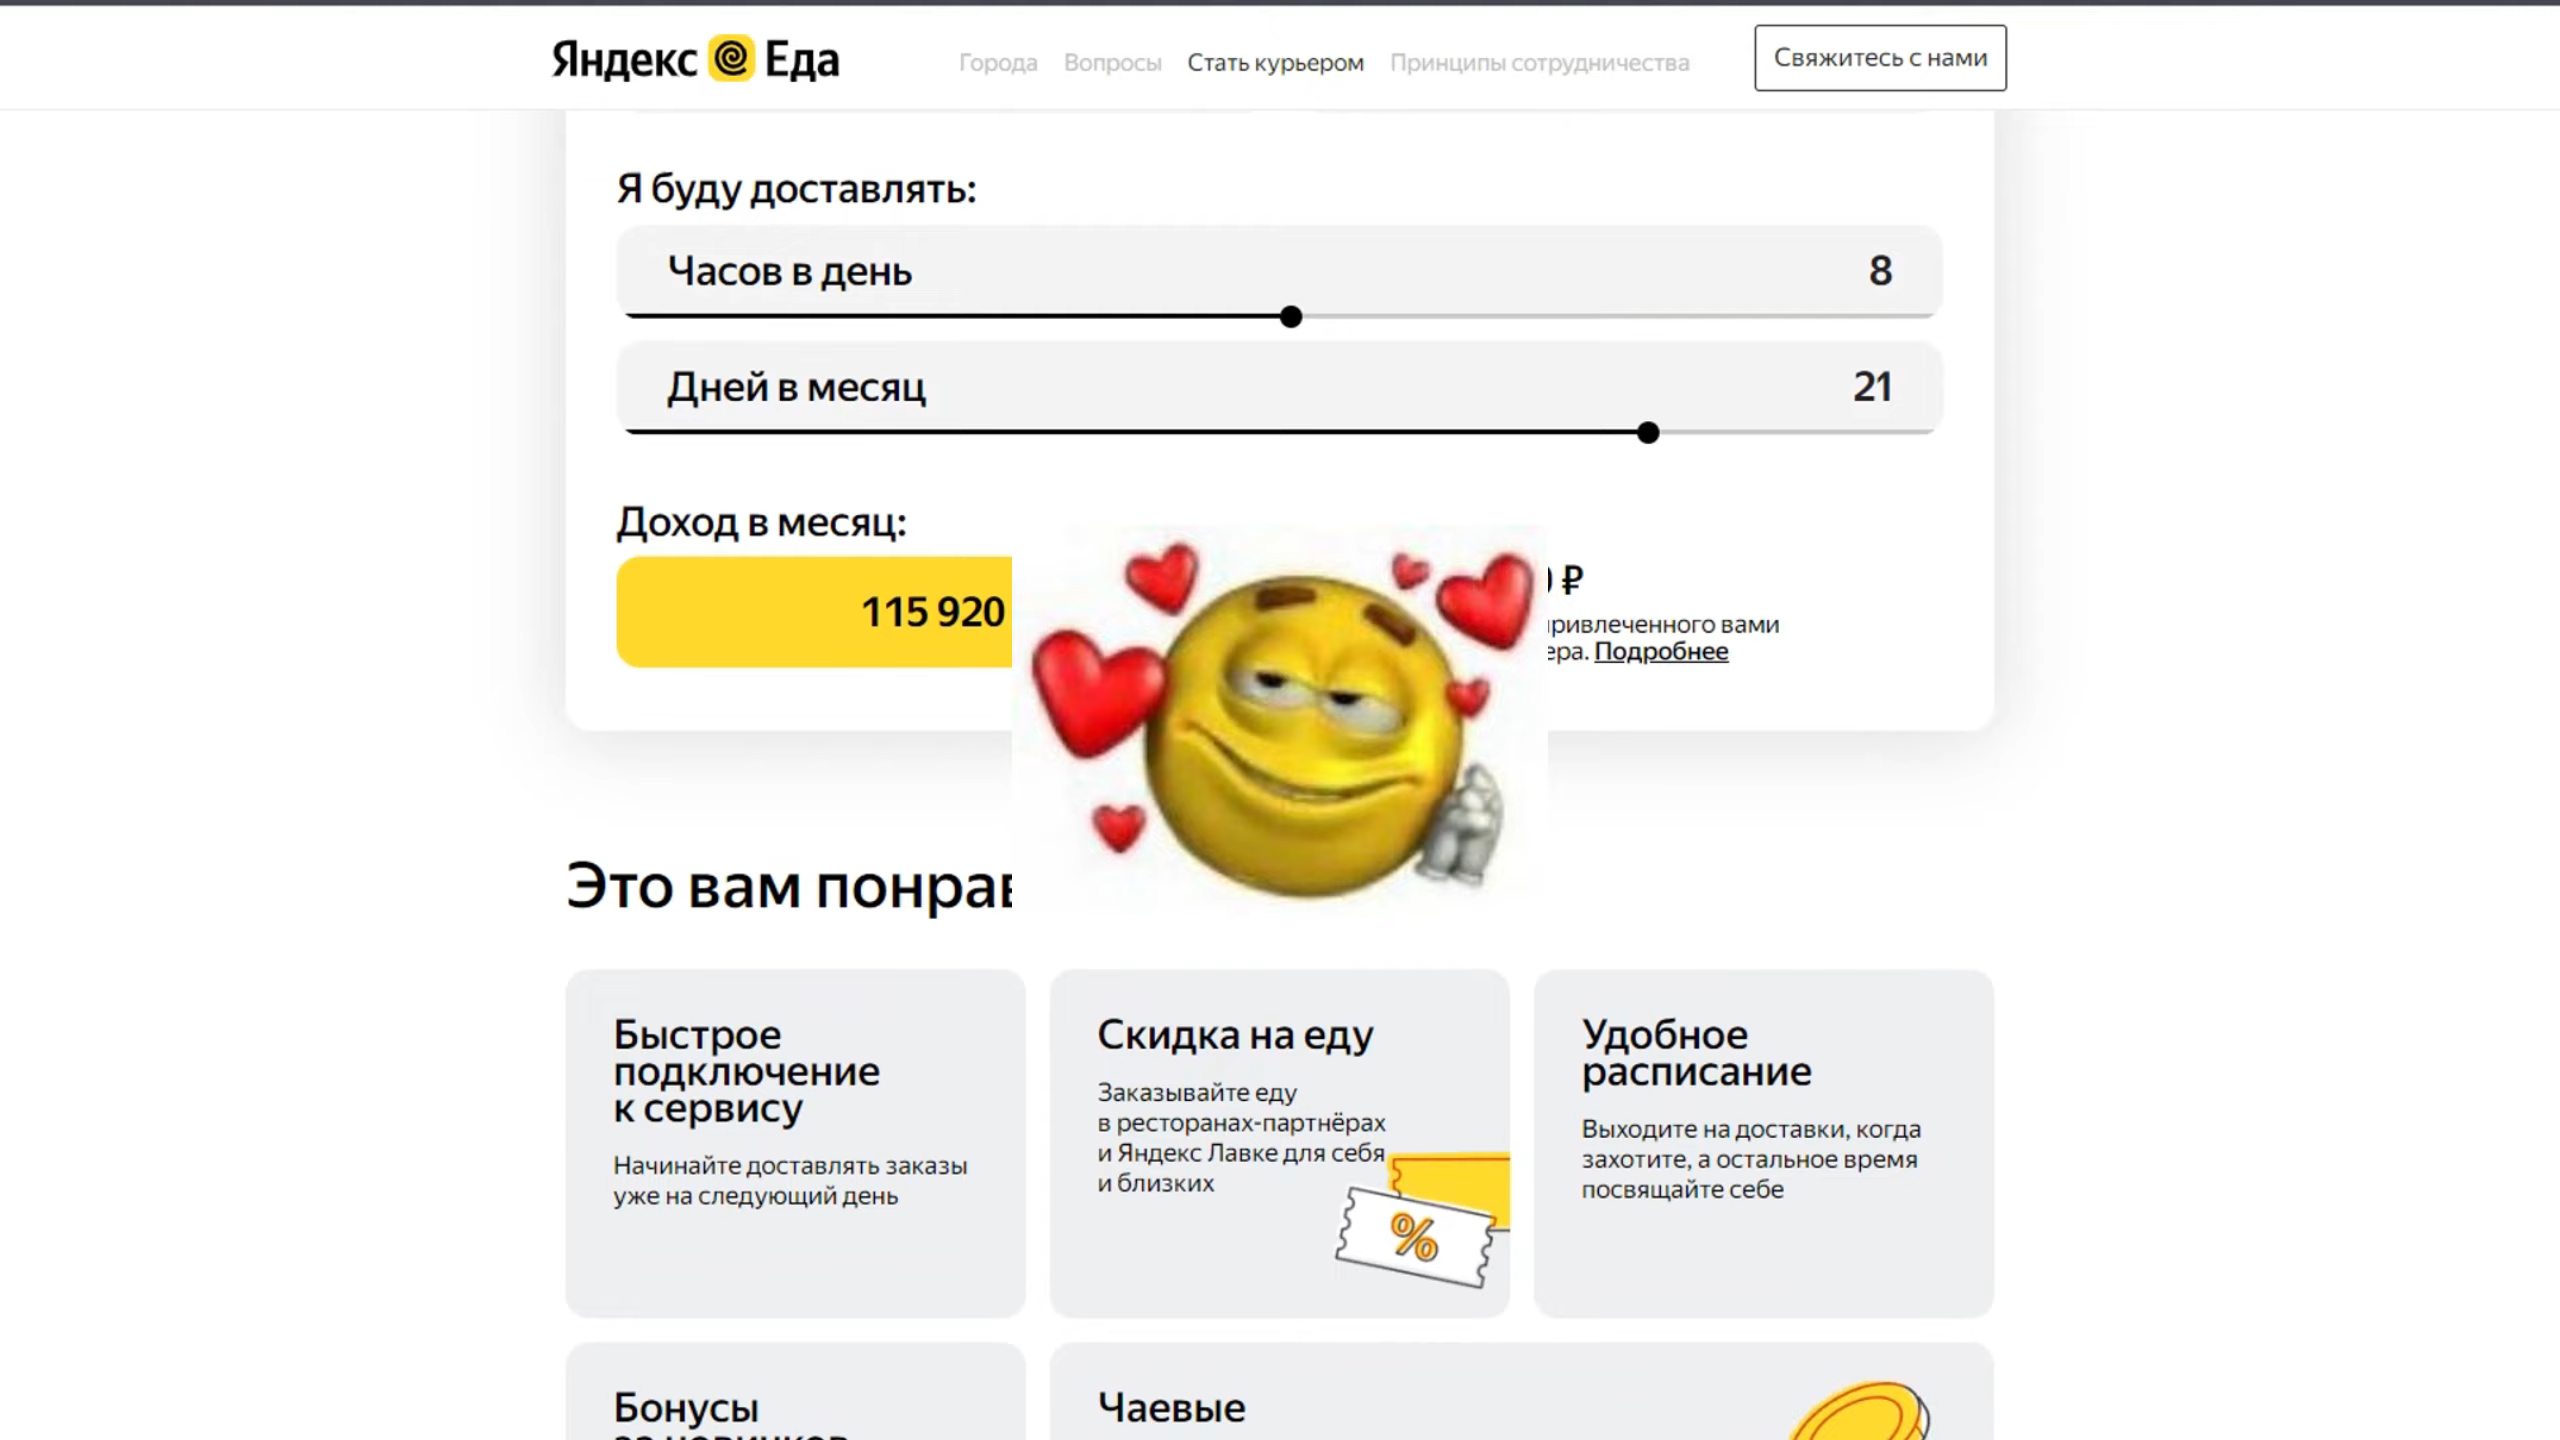 Яндекс Еда
Города Вопросы Стать курьером Принципы сотрудничества Свяжитесь с нами
Я буду доставлять:
Часов в день 8
Дней в месяц 21
Доход в месяц:
115 920
₽
вами
Подробнее
Это вам
Быстрое
подключение
к сервису
Начинайте доставлять заказы
уже на следующий день
Скидка на еду
Заказывайте еду
в ресторанах-партнёрах
и Яндекс Лавке для себя
и близких
%
Удобное
расписание
Выходите на доставки, когда
захотите, а остальное время
посвящайте себе
Бонусы
Чаевые